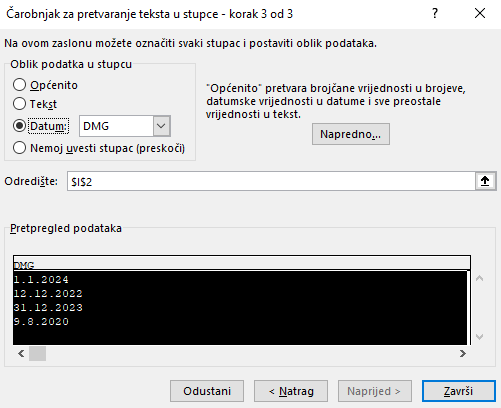 Čarobnjak za pretvaranje teksta u stupce - korak 3 od 3
Na ovom zaslonu možete označiti svaki stupac i postaviti oblik podataka.
Oblik podatka u stupcu
Općenito
Tekst
Datum: DMG
Nemoj uvesti stupac (preskoči)
"Općenito" pretvara brojčane vrijednosti u brojeve,
datumske vrijednosti u datume i sve preostale
vrijednosti u tekst.
Napredno...
Odredište: $I$2
Pretpregled podataka
DMG
1.1.2024
12.12.2022
31.12.2023
9.8.2020
Odustani
< Natrag
Naprijed >
Završi